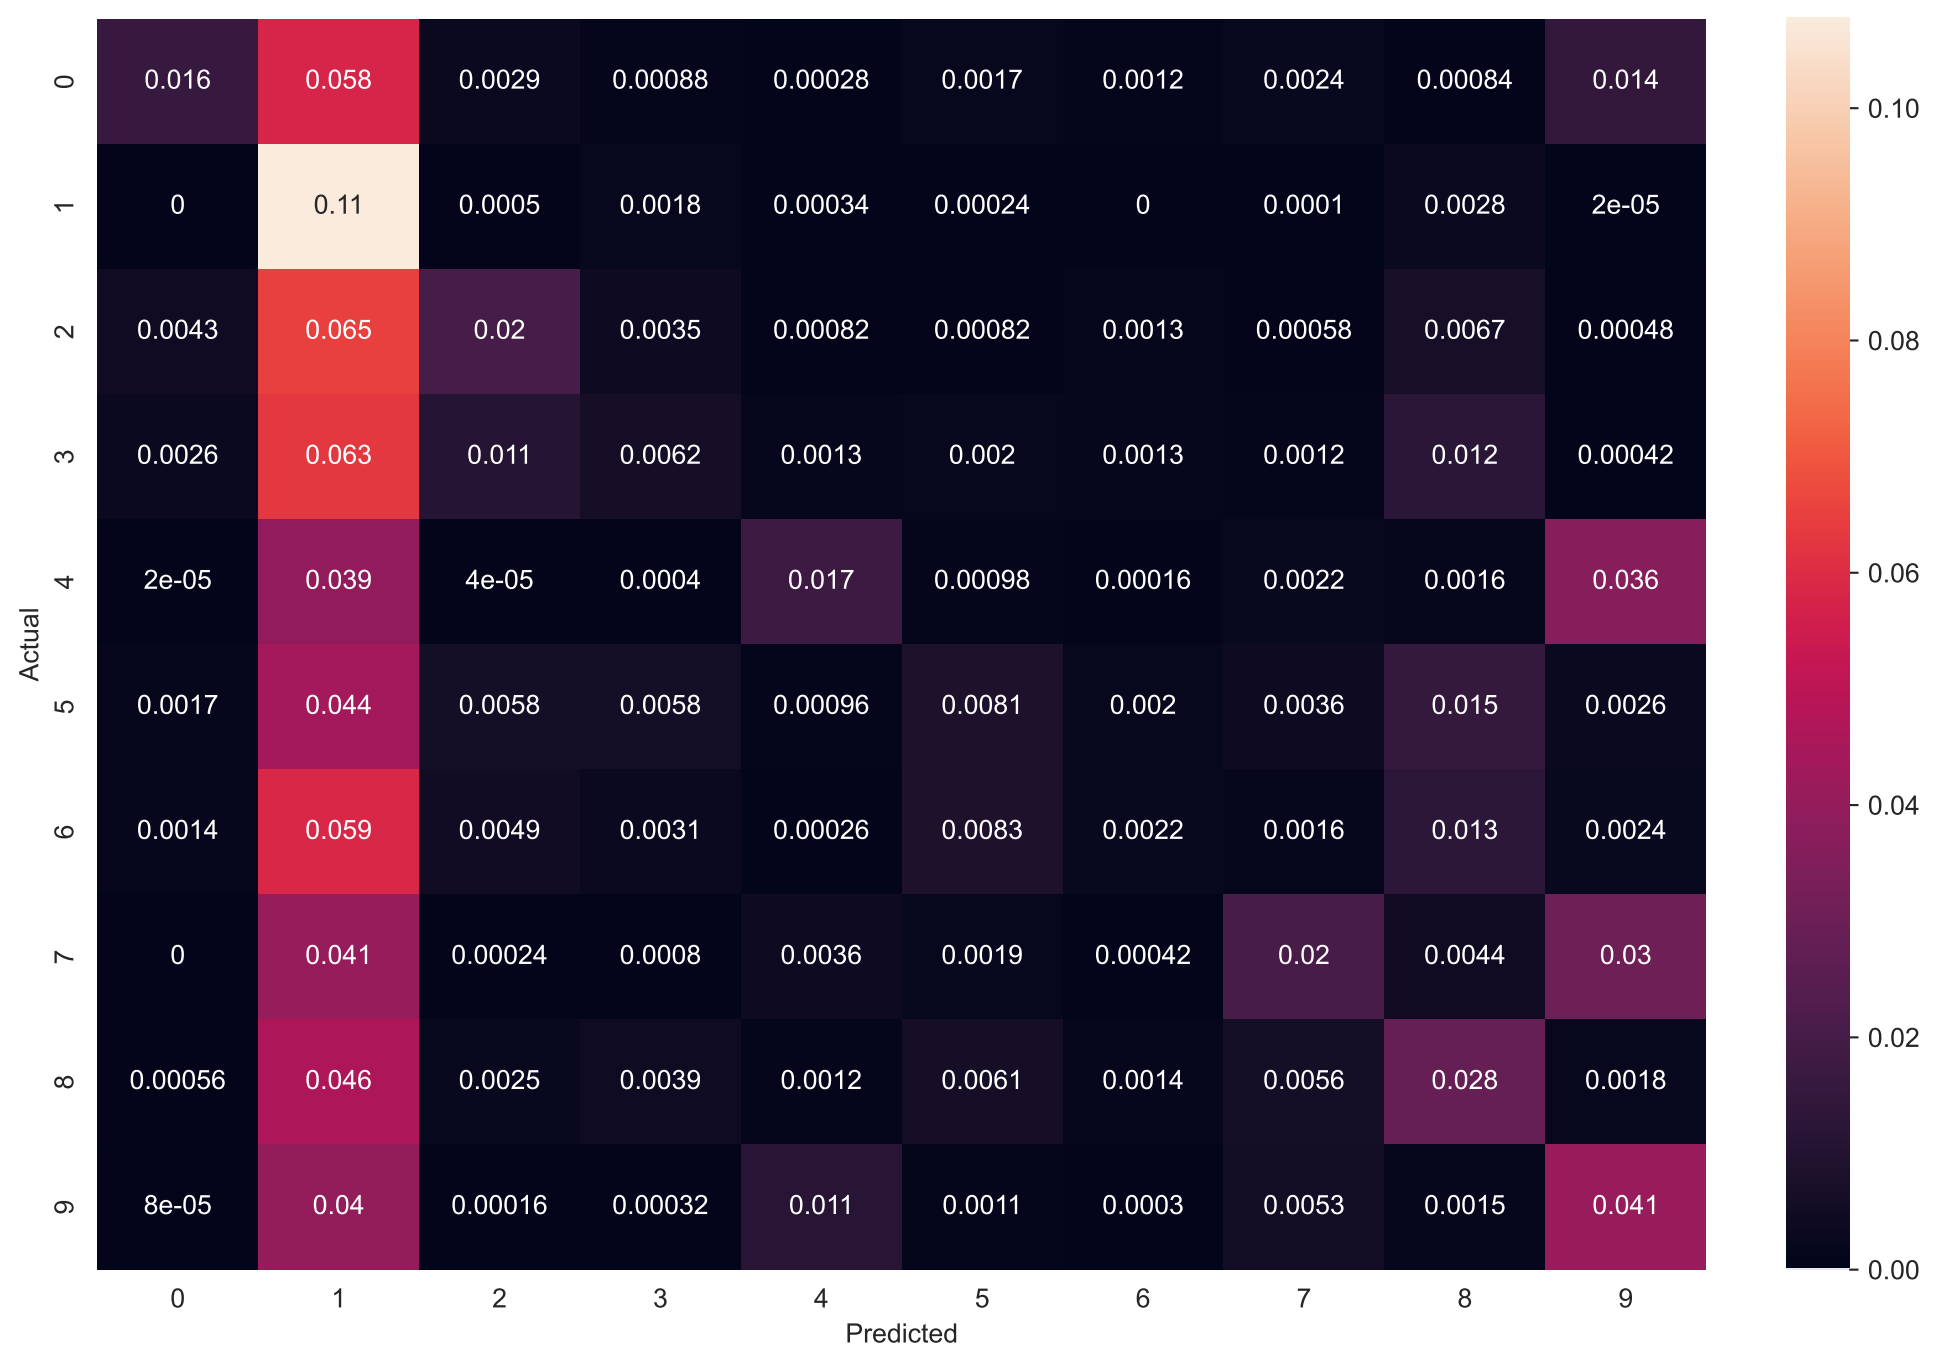 0 0.016 0.058 0.0029 0.00088 0.00028 0.0017 0.0012 0.0024 0.00084 0.014
1 0 0.11 0.0005 0.0018 0.00034 0.00024 0 0.0001 0.0028 2e-05
2 0.0043 0.065 0.02 0.0035 0.00082 0.00082 0.0013 0.00058 0.0067 0.00048
3 0.0026 0.063 0.011 0.0062 0.0013 0.002 0.0013 0.0012 0.012 0.00042
4 2e-05 0.039 4e-05 0.0004 0.017 0.00098 0.00016 0.0022 0.0016 0.036
5 0.0017 0.044 0.0058 0.0058 0.00096 0.0081 0.002 0.0036 0.015 0.0026
6 0.0014 0.059 0.0049 0.0031 0.00026 0.0083 0.0022 0.0016 0.013 0.0024
7 0 0.041 0.00024 0.0008 0.0036 0.0019 0.00042 0.02 0.0044 0.03
8 0.00056 0.046 0.0025 0.0039 0.0012 0.0061 0.0014 0.0056 0.028 0.0018
9 8e-05 0.04 0.00016 0.00032 0.011 0.0011 0.0003 0.0053 0.0015 0.041
0 1 2 3 4 5 6 7 8 9
Predicted
Actual
0.10
0.08
0.06
0.04
0.02
0.00